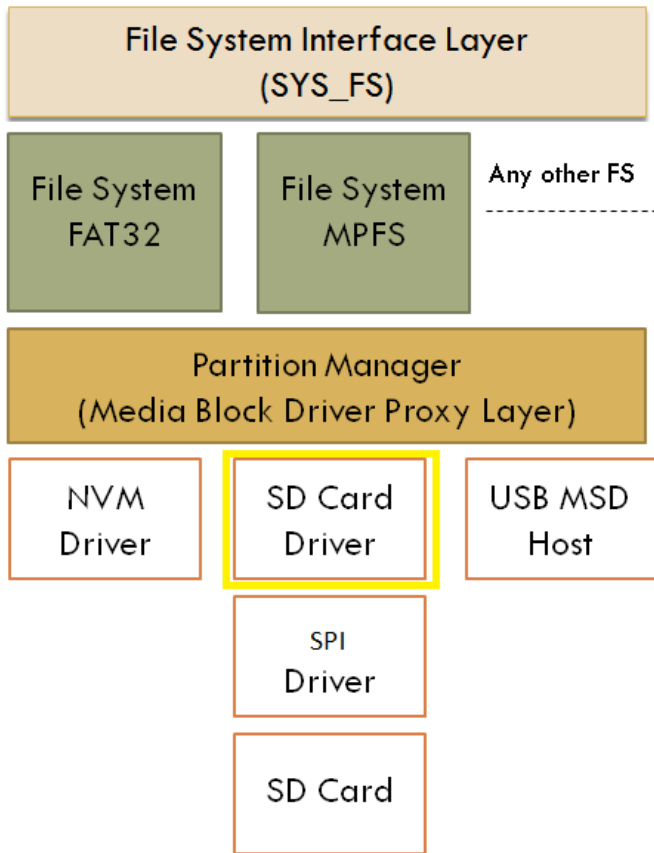 File System Interface Layer
(SYS_FS)
File System
FAT32
File System
MPFS
Any other FS
Partition Manager
(Media Block Driver Proxy Layer)
NVM
Driver
SD Card
Driver
USB MSD
Host
SPI
Driver
SD Card